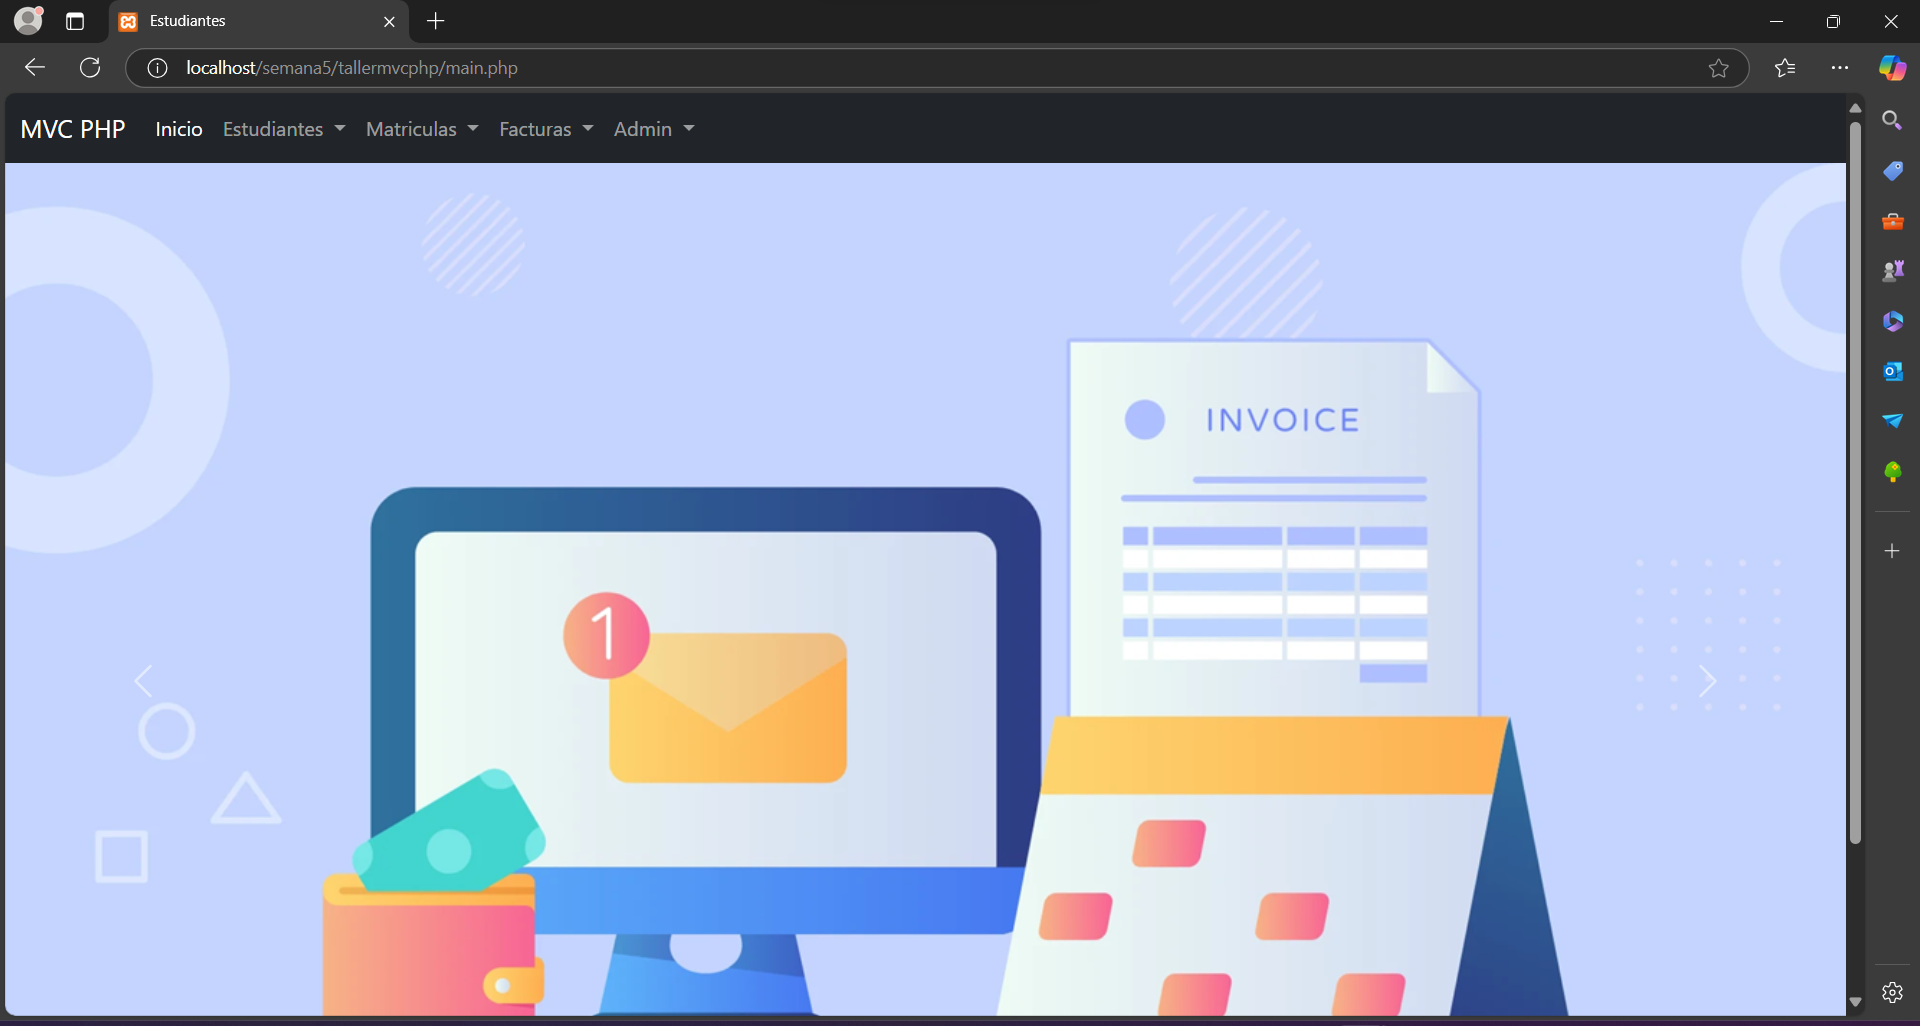 Estudiantes
localhost/semana5/tallermvcphp/main.php
MVC PHP Inicio Estudiantes Matriculas Facturas Admin
INVOICE
1